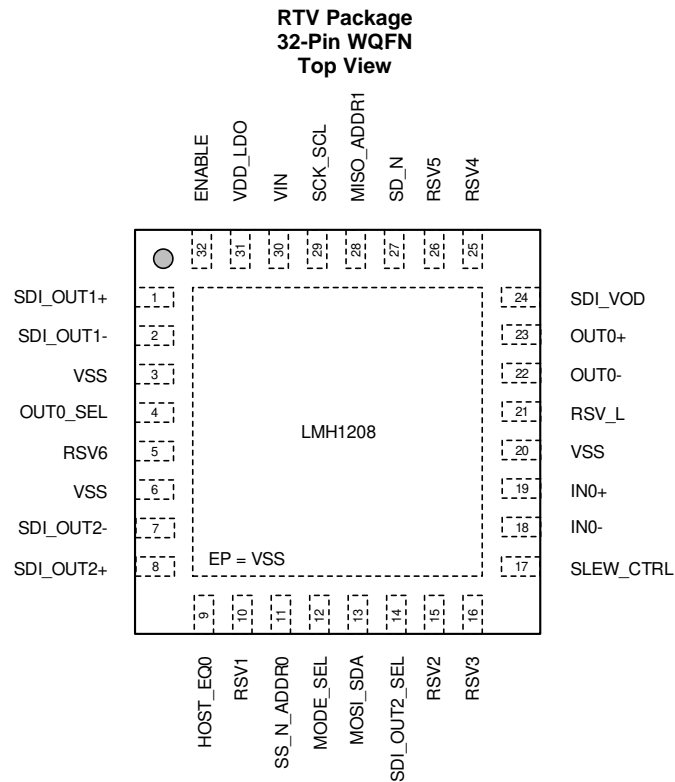 RTV Package
32-Pin WQFN
Top View
ENABLE
VDD_LDO
VIN
SCK_SCL
MISO_ADDR1
SD_N
RSV5
RSV4
32
31
30
29
28
27
26
25
SDI_OUT1+ 1
SDI_OUT1- 2
VSS 3
OUT0_SEL 4
RSV6 5
VSS 6
SDI_OUT2- 7
SDI_OUT2+ 8
24 SDI_VOD
23 OUT0+
22 OUT0-
21 RSV_L
20 VSS
19 IN0+
18 IN0-
17 SLEW_CTRL
LMH1208
EP = VSS
9
10
11
12
13
14
15
16
HOST_EQ0
RSV1
SS_N_ADDR0
MODE_SEL
MOSI_SDA
SDI_OUT2_SEL
RSV2
RSV3